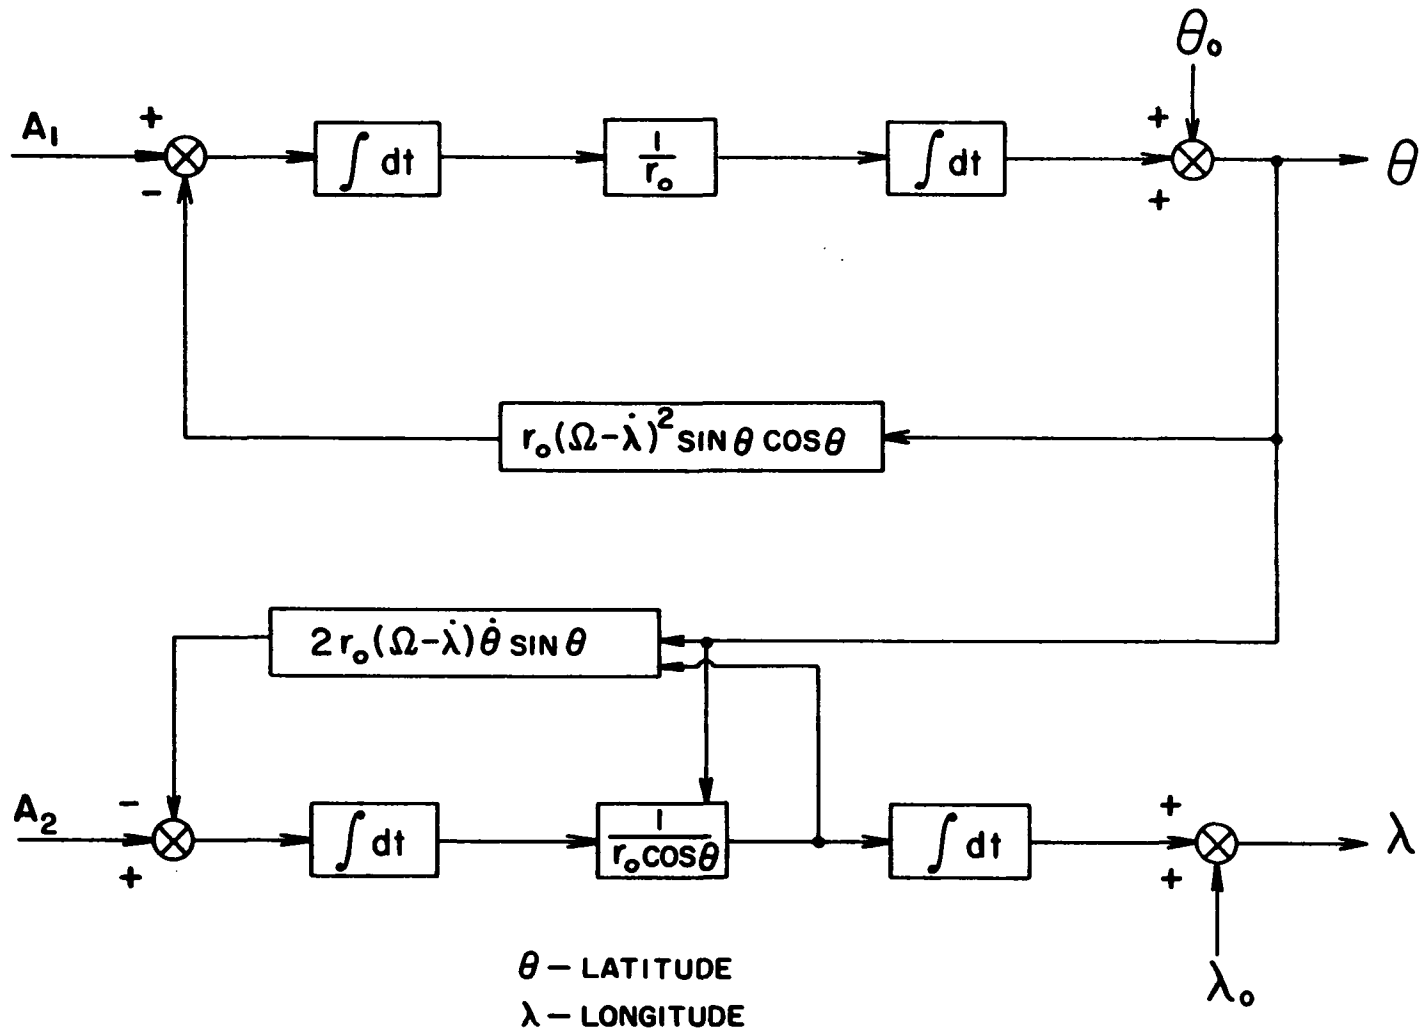 θ₀
A₁ + - ∫ dt 1/r₀ ∫ dt + + θ
r₀(Ω-λ̇)² SIN θ COS θ
2r₀(Ω-λ̇)θ̇ SIN θ
A₂ - + ∫ dt 1/r₀COSθ ∫ dt + + λ
λ₀
θ – LATITUDE
λ – LONGITUDE